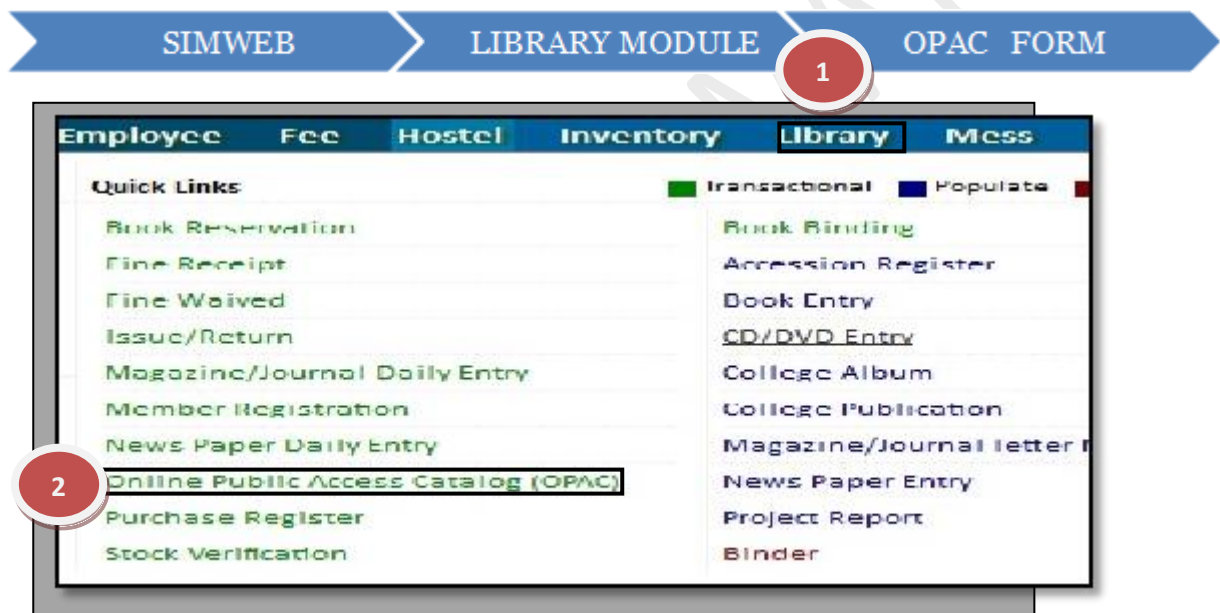 SIMWEB LIBRARY MODULE OPAC FORM
1
Employee Fee Hostel Inventory Library Mess
Quick Links Transactional Populate
Book Reservation Book Binding
Fine Receipt Accession Register
Fine Waived Book Entry
Issue/Return CD/DVD Entry
Magazine/Journal Daily Entry College Album
Member Registration College Publication
News Paper Daily Entry Magazine/Journal letter
2 Online Public Access Catalog (OPAC) News Paper Entry
Purchase Register Project Report
Stock Verification Binder